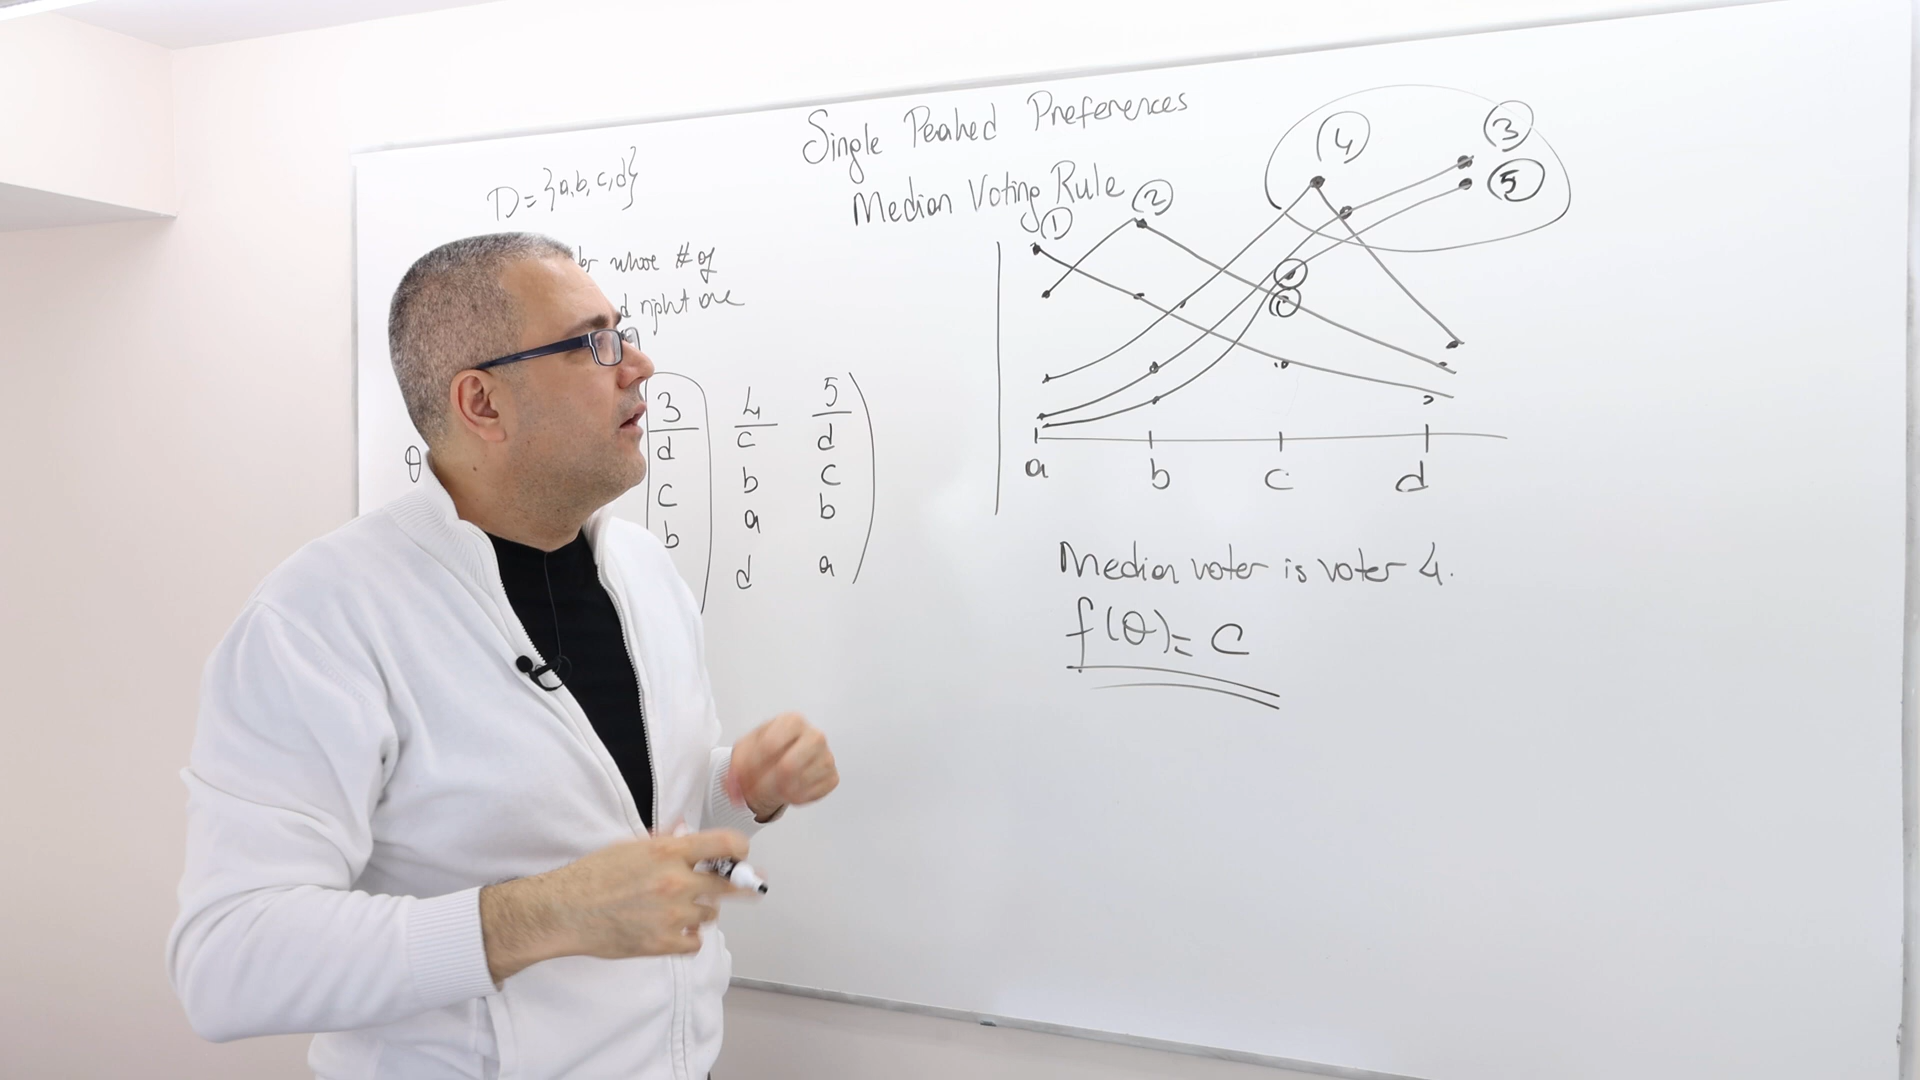 Single Peaked Preferences
Median Voting Rule
D = {a, b, c, d}
whose # of
right are
θ
3 4 5
d c d
c b c
b a b
d a
① ② ④ ③ ⑤
a b c d
Median voter is voter 4.
f(θ) = c